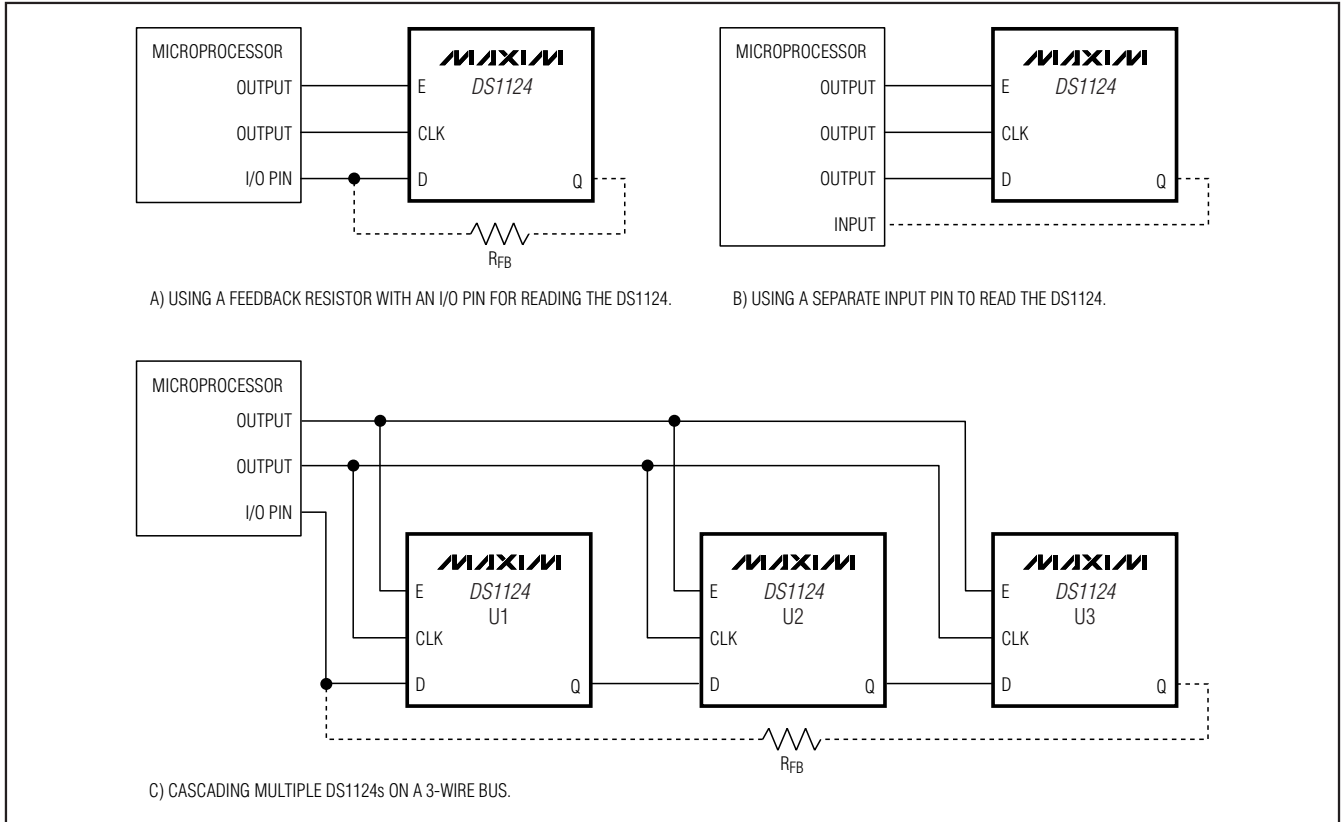 MICROPROCESSOR
OUTPUT
OUTPUT
I/O PIN
MAXIM
DS1124
E
CLK
D
Q
RFB
A) USING A FEEDBACK RESISTOR WITH AN I/O PIN FOR READING THE DS1124.
MICROPROCESSOR
OUTPUT
OUTPUT
OUTPUT
INPUT
MAXIM
DS1124
E
CLK
D
Q
B) USING A SEPARATE INPUT PIN TO READ THE DS1124.
MICROPROCESSOR
OUTPUT
OUTPUT
I/O PIN
MAXIM
DS1124
U1
E
CLK
D
Q
MAXIM
DS1124
U2
E
CLK
D
Q
MAXIM
DS1124
U3
E
CLK
D
Q
RFB
C) CASCADING MULTIPLE DS1124s ON A 3-WIRE BUS.